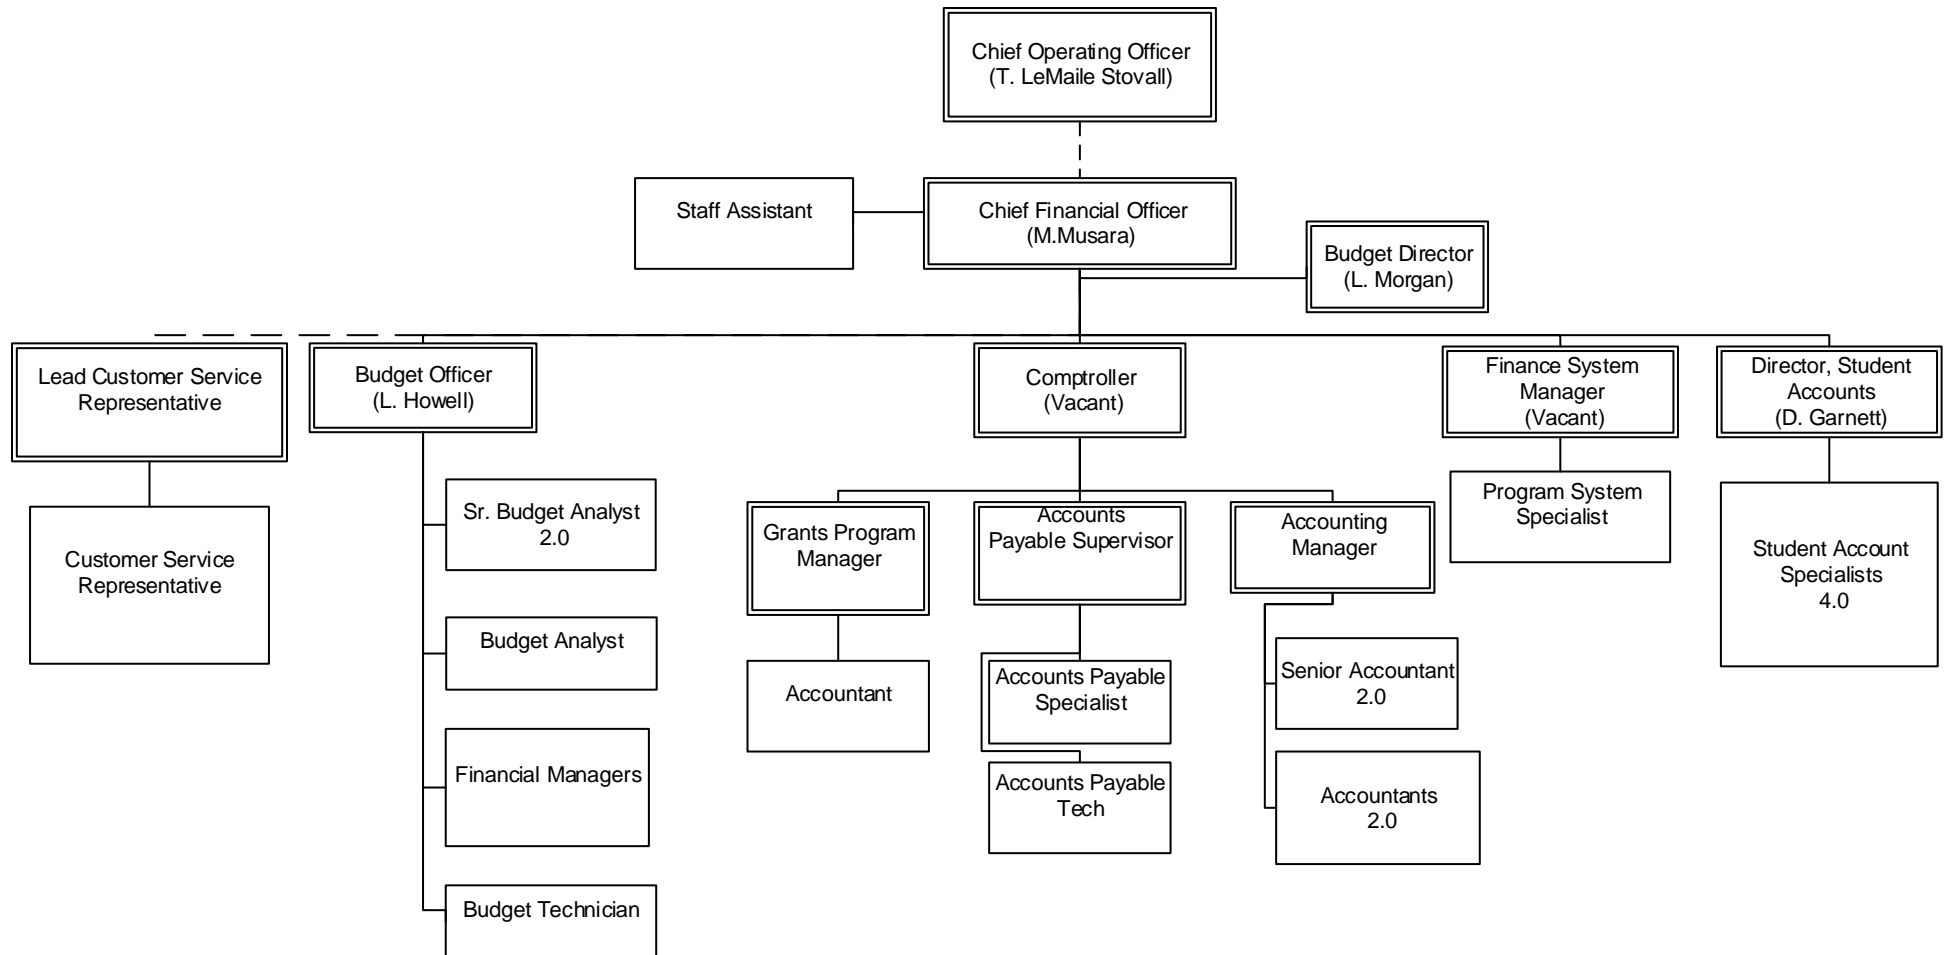 Chief Operating Officer
(T. LeMaile Stovall)
Staff Assistant
Chief Financial Officer
(M.Musara)
Budget Director
(L. Morgan)
Lead Customer Service
Representative
Budget Officer
(L. Howell)
Comptroller
(Vacant)
Finance System
Manager
(Vacant)
Director, Student
Accounts
(D. Garnett)
Customer Service
Representative
Sr. Budget Analyst
2.0
Budget Analyst
Financial Managers
Budget Technician
Grants Program
Manager
Accountant
Accounts
Payable Supervisor
Accounts Payable
Specialist
Accounts Payable
Tech
Accounting
Manager
Senior Accountant
2.0
Accountants
2.0
Program System
Specialist
Student Account
Specialists
4.0